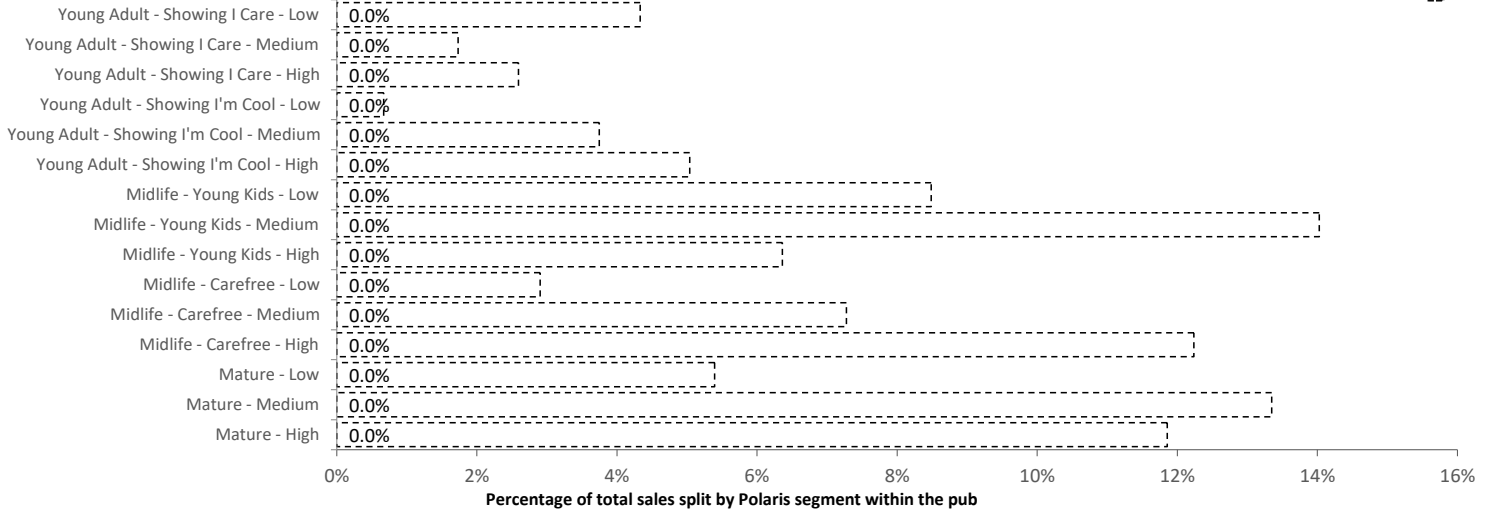 Young Adult - Showing I Care - Low 0.0%
Young Adult - Showing I Care - Medium 0.0%
Young Adult - Showing I Care - High 0.0%
Young Adult - Showing I'm Cool - Low 0.0%
Young Adult - Showing I'm Cool - Medium 0.0%
Young Adult - Showing I'm Cool - High 0.0%
Midlife - Young Kids - Low 0.0%
Midlife - Young Kids - Medium 0.0%
Midlife - Young Kids - High 0.0%
Midlife - Carefree - Low 0.0%
Midlife - Carefree - Medium 0.0%
Midlife - Carefree - High 0.0%
Mature - Low 0.0%
Mature - Medium 0.0%
Mature - High 0.0%
0% 2% 4% 6% 8% 10% 12% 14% 16%
Percentage of total sales split by Polaris segment within the pub